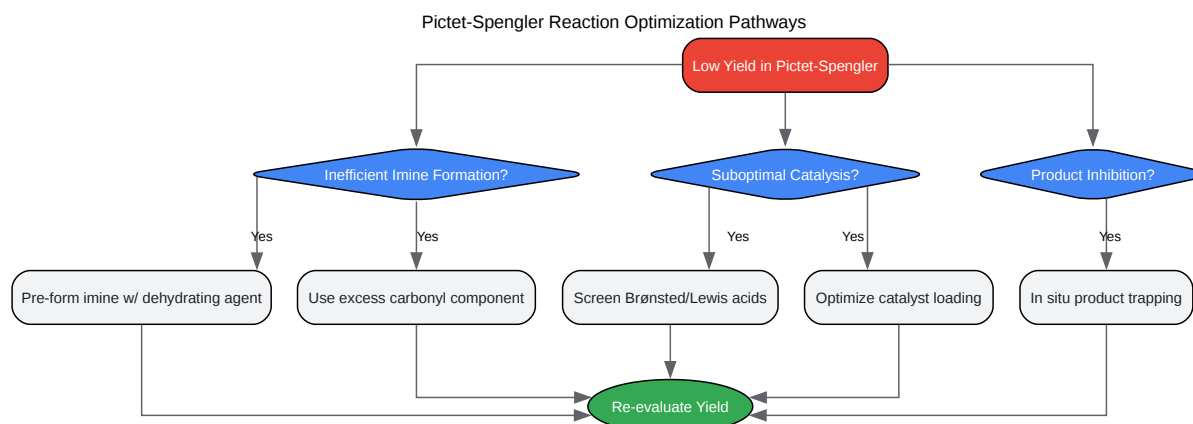 Pictet-Spengler Reaction Optimization Pathways
Low Yield in Pictet-Spengler
Inefficient Imine Formation?
Suboptimal Catalysis?
Product Inhibition?
Yes
Yes
Yes
Yes
Yes
Pre-form imine w/ dehydrating agent
Use excess carbonyl component
Screen Brønsted/Lewis acids
Optimize catalyst loading
In situ product trapping
Re-evaluate Yield